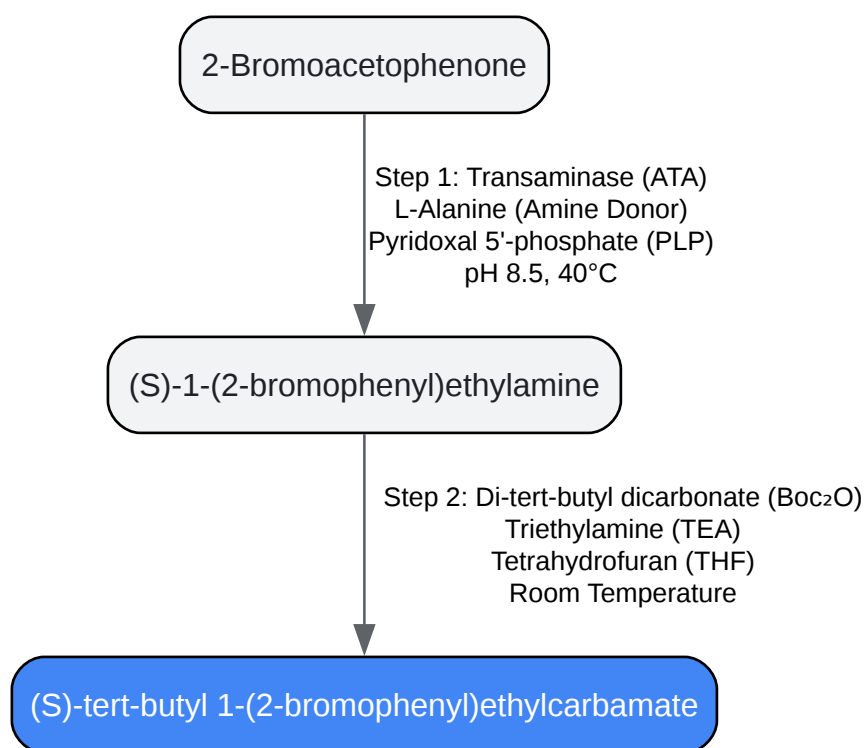 2-Bromoacetophenone
Step 1: Transaminase (ATA)
L-Alanine (Amine Donor)
Pyridoxal 5'-phosphate (PLP)
pH 8.5, 40°C
(S)-1-(2-bromophenyl)ethylamine
Step 2: Di-tert-butyl dicarbonate (Boc₂O)
Triethylamine (TEA)
Tetrahydrofuran (THF)
Room Temperature
(S)-tert-butyl 1-(2-bromophenyl)ethylcarbamate